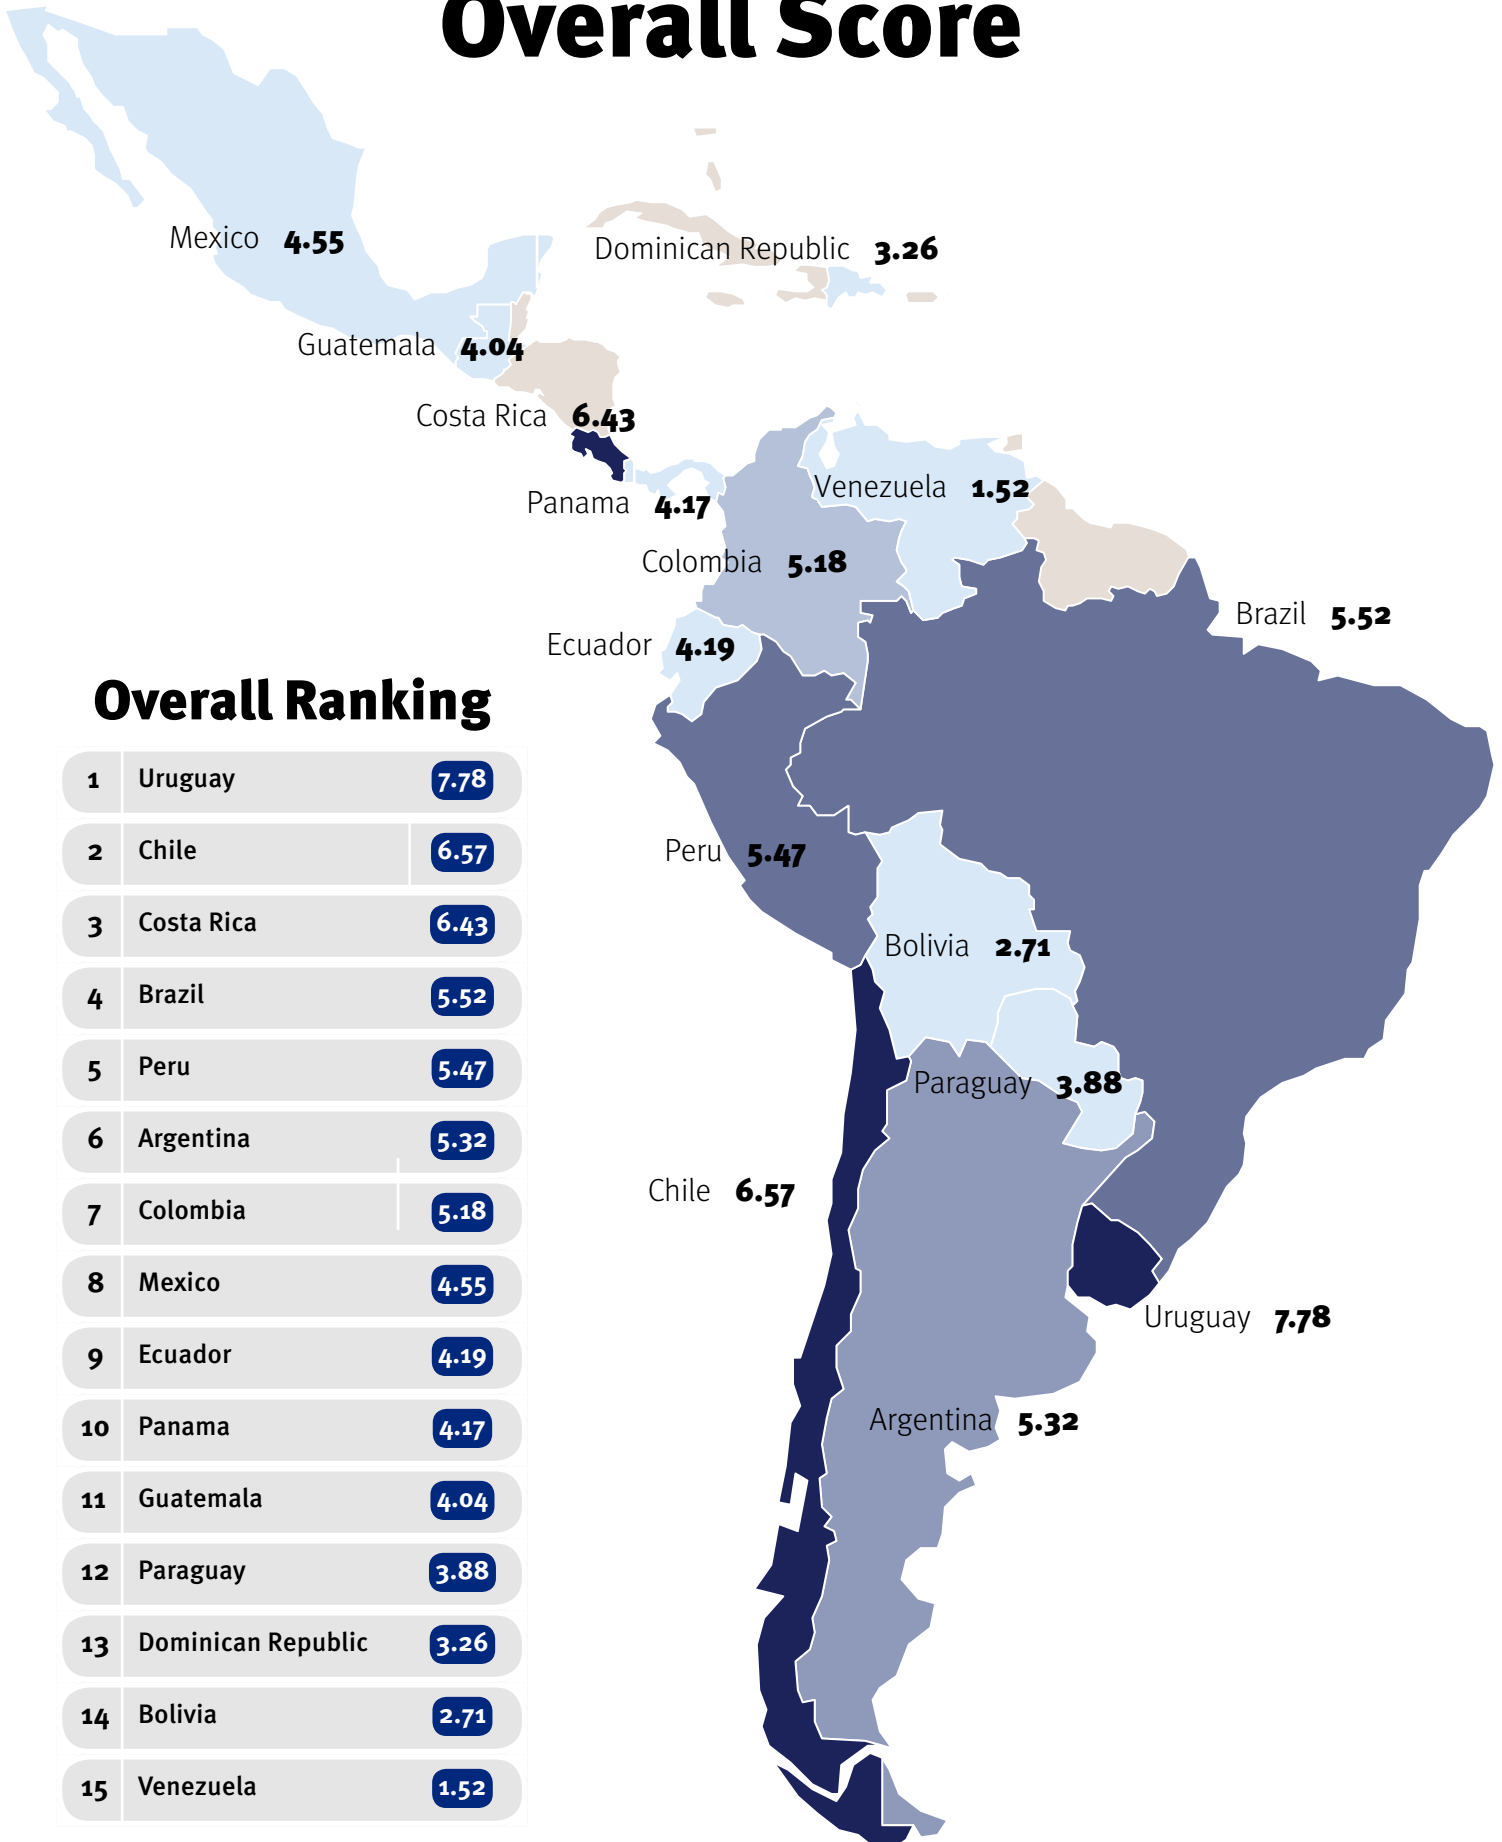 Overall Score
Mexico 4.55
Dominican Republic 3.26
Guatemala 4.04
Costa Rica 6.43
Venezuela 1.52
Panama 4.17
Colombia 5.18
Brazil 5.52
Ecuador 4.19
Peru 5.47
Bolivia 2.71
Paraguay 3.88
Chile 6.57
Uruguay 7.78
Argentina 5.32
Overall Ranking
1 Uruguay 7.78
2 Chile 6.57
3 Costa Rica 6.43
4 Brazil 5.52
5 Peru 5.47
6 Argentina 5.32
7 Colombia 5.18
8 Mexico 4.55
9 Ecuador 4.19
10 Panama 4.17
11 Guatemala 4.04
12 Paraguay 3.88
13 Dominican Republic 3.26
14 Bolivia 2.71
15 Venezuela 1.52